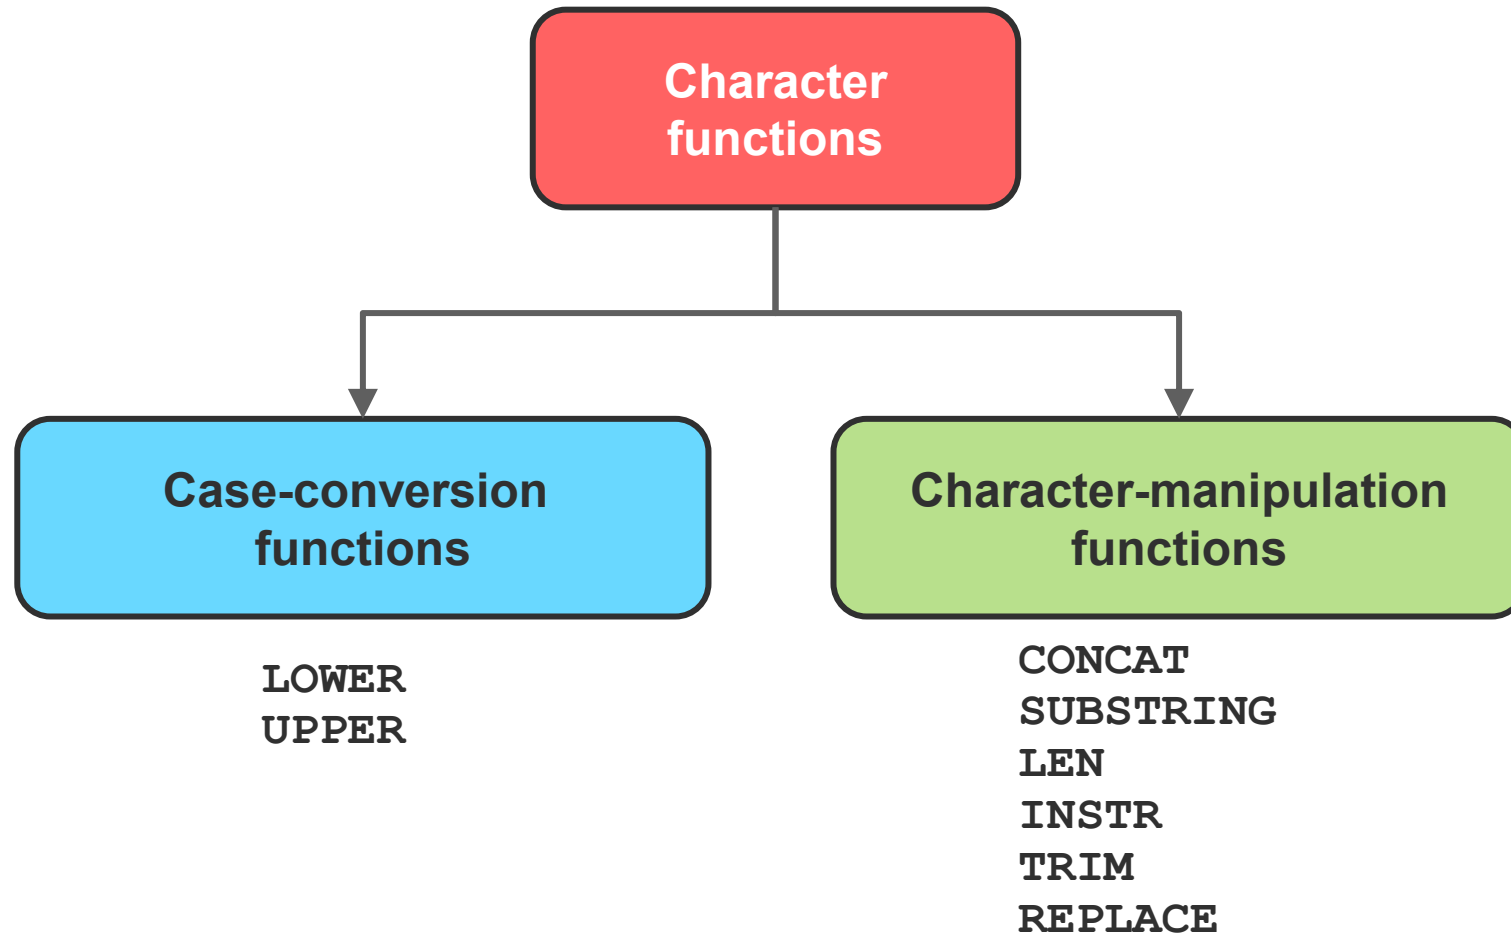 Character
functions
Case-conversion
functions
LOWER
UPPER
Character-manipulation
functions
CONCAT
SUBSTRING
LEN
INSTR
TRIM
REPLACE